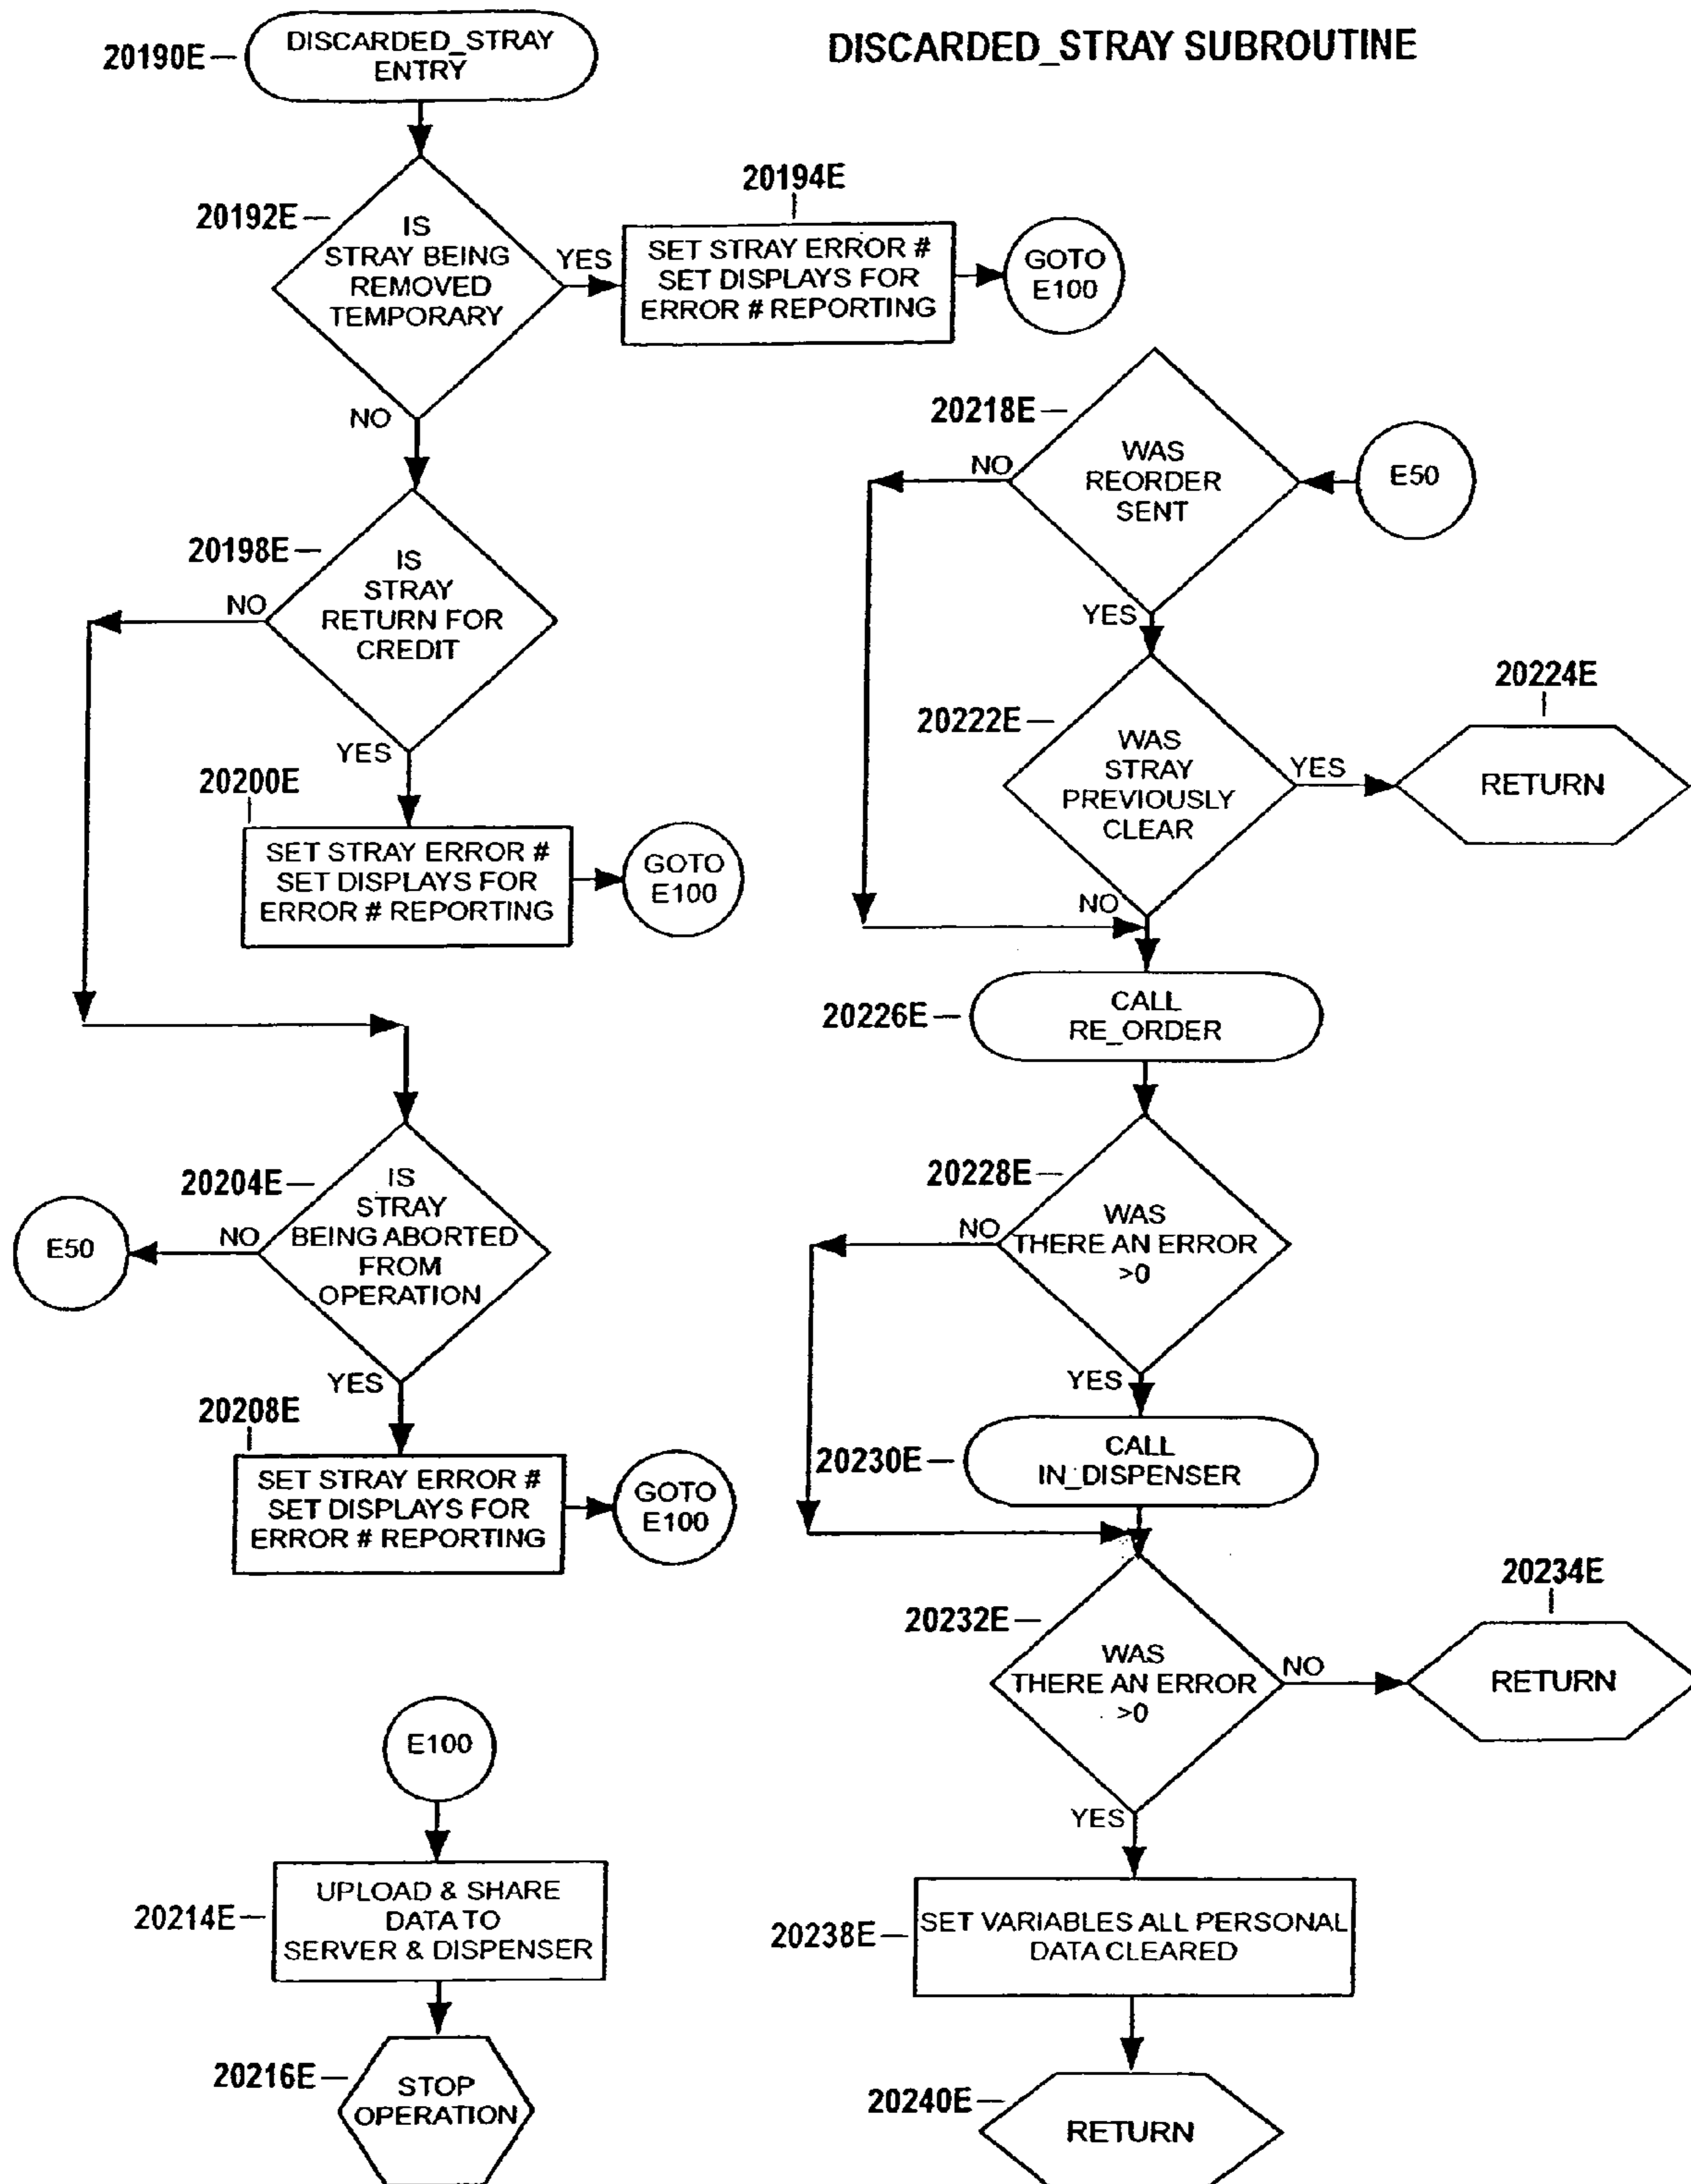 DISCARDED_STRAY SUBROUTINE
20190E
DISCARDED_STRAY
ENTRY
20192E
IS
STRAY BEING
REMOVED
TEMPORARY
YES
NO
20194E
SET STRAY ERROR #
SET DISPLAYS FOR
ERROR # REPORTING
GOTO
E100
20198E
IS
STRAY
RETURN FOR
CREDIT
NO
YES
20200E
SET STRAY ERROR #
SET DISPLAYS FOR
ERROR # REPORTING
GOTO
E100
20204E
IS
STRAY
BEING ABORTED
FROM
OPERATION
NO
E50
YES
20208E
SET STRAY ERROR #
SET DISPLAYS FOR
ERROR # REPORTING
GOTO
E100
E100
20214E
UPLOAD & SHARE
DATA TO
SERVER & DISPENSER
20216E
STOP
OPERATION
E50
20218E
WAS
REORDER
SENT
NO
YES
20222E
WAS
STRAY
PREVIOUSLY
CLEAR
YES
20224E
RETURN
NO
20226E
CALL
RE_ORDER
20228E
WAS
THERE AN ERROR
>0
NO
YES
20230E
CALL
IN_DISPENSER
20232E
WAS
THERE AN ERROR
>0
NO
20234E
RETURN
YES
20238E
SET VARIABLES ALL PERSONAL
DATA CLEARED
20240E
RETURN